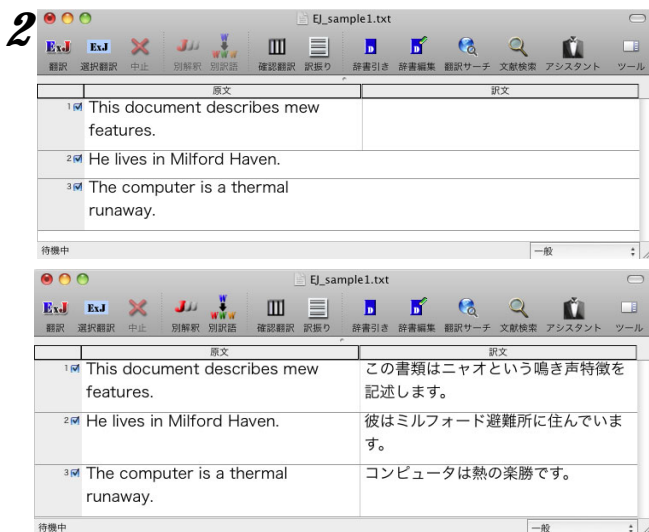 2
EJ_sample1.txt
ExJ ExJ
翻訳 選択翻訳 中止 別解釈 別訳語 確認翻訳 訳振り 辞書引き 辞書編集 翻訳サーチ 文献検索 アシスタント ツール
原文 訳文
1 This document describes mew
features.
2 He lives in Milford Haven.
3 The computer is a thermal
runaway.
待機中 一般
EJ_sample1.txt
ExJ ExJ
翻訳 選択翻訳 中止 別解釈 別訳語 確認翻訳 訳振り 辞書引き 辞書編集 翻訳サーチ 文献検索 アシスタント ツール
原文 訳文
1 This document describes mew この書類はニャオという鳴き声特徴を
features. 記述します。
2 He lives in Milford Haven. 彼はミルフォード避難所に住んでいま
す。
3 The computer is a thermal コンピュータは熱の楽勝です。
runaway.
待機中 一般